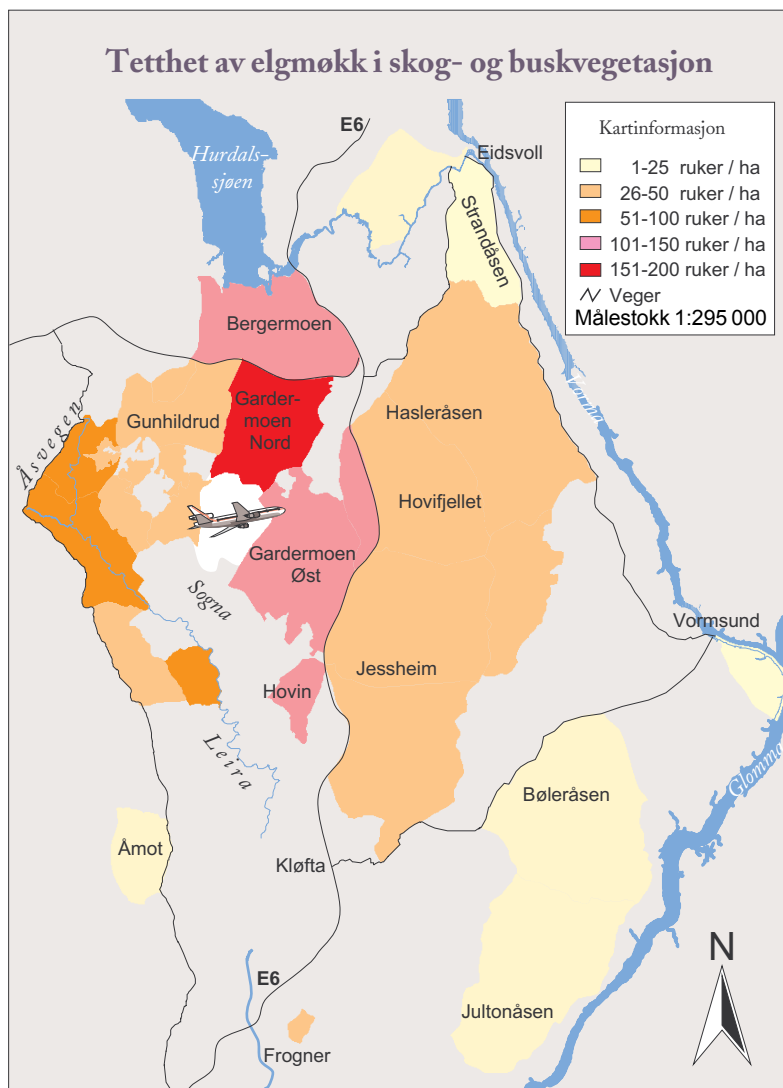 Tetthet av elgmøkk i skog- og buskvegetasjon
Kartinformasjon
1-25 ruker / ha
26-50 ruker / ha
51-100 ruker / ha
101-150 ruker / ha
151-200 ruker / ha
Veger
Målestokk 1:295 000
E6
Hurdals-
sjøen
Eidsvoll
Strandåsen
Bergermoen
Gunhildrud
Garder-
moen
Nord
Hasleråsen
Åsvegen
Hovifjellet
Gardermoen
Øst
Sogna
Vormsund
Jessheim
Hovin
Leira
Glomma
Bøleråsen
Åmot
Kløfta
N
E6
Jultonåsen
Frogner